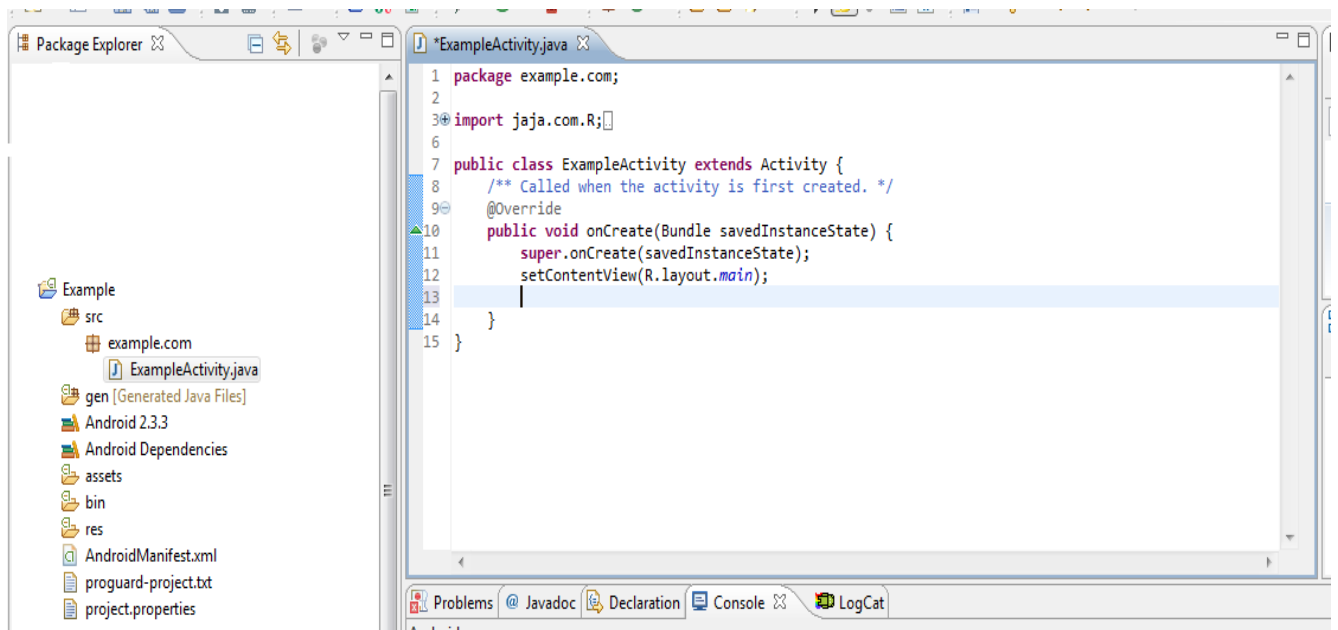 Package Explorer
Example
src
example.com
ExampleActivity.java
gen [Generated Java Files]
Android 2.3.3
Android Dependencies
assets
bin
res
AndroidManifest.xml
proguard-project.txt
project.properties
*ExampleActivity.java
1 package example.com;
2
3 import jaja.com.R;
6
7 public class ExampleActivity extends Activity {
8 /** Called when the activity is first created. */
9 @Override
10 public void onCreate(Bundle savedInstanceState) {
11 super.onCreate(savedInstanceState);
12 setContentView(R.layout.main);
13
14 }
15 }
Problems @ Javadoc Declaration Console LogCat